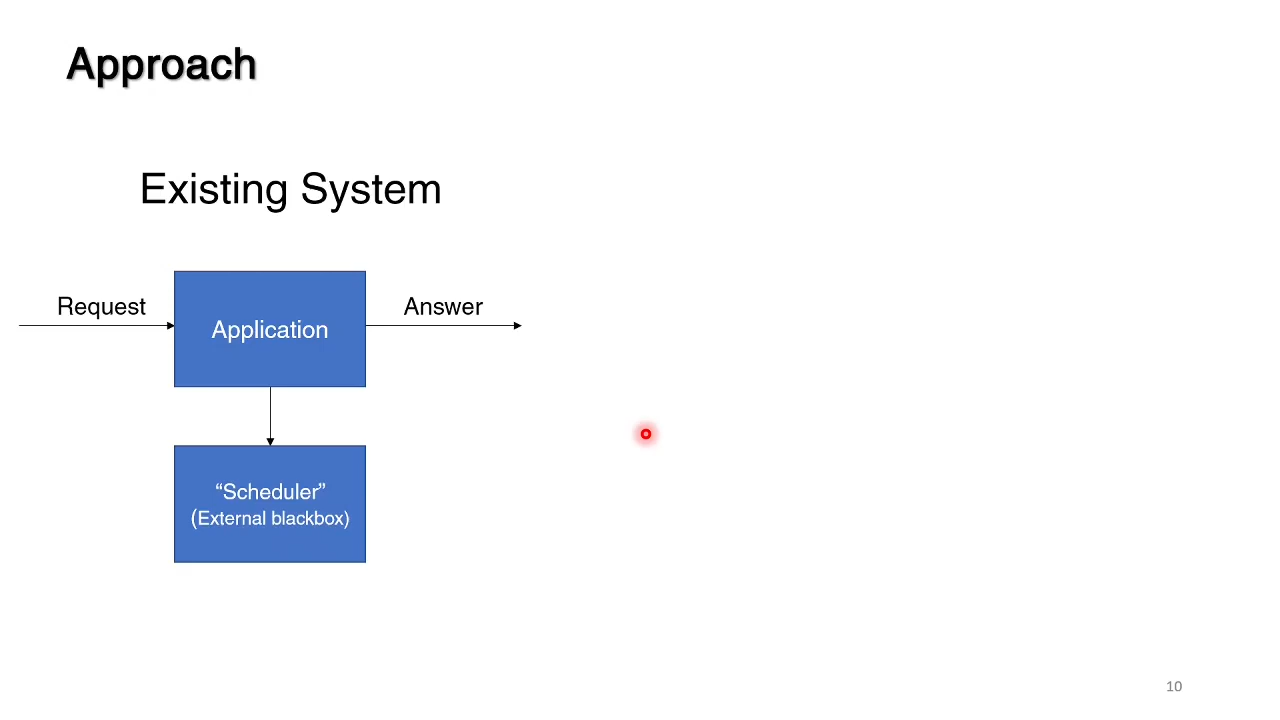 Approach
Existing System
Request
Application
Answer
“Scheduler”
(External blackbox)
10